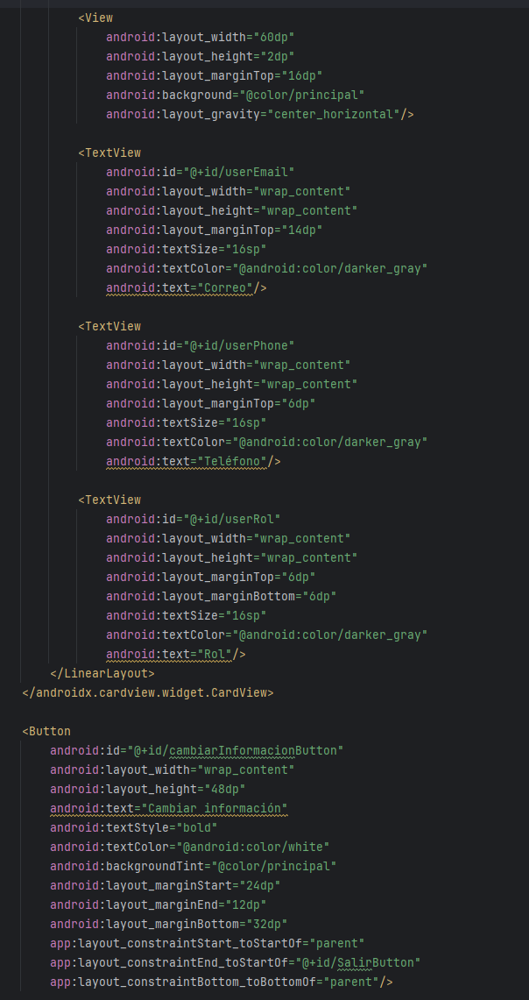 <View
android:layout_width="60dp"
android:layout_height="2dp"
android:layout_marginTop="16dp"
android:background="@color/principal"
android:layout_gravity="center_horizontal"/>
<TextView
android:id="@+id/userEmail"
android:layout_width="wrap_content"
android:layout_height="wrap_content"
android:layout_marginTop="14dp"
android:textSize="16sp"
android:textColor="@android:color/darker_gray"
android:text="Correo"/>
<TextView
android:id="@+id/userPhone"
android:layout_width="wrap_content"
android:layout_height="wrap_content"
android:layout_marginTop="6dp"
android:textSize="16sp"
android:textColor="@android:color/darker_gray"
android:text="Teléfono"/>
<TextView
android:id="@+id/userRol"
android:layout_width="wrap_content"
android:layout_height="wrap_content"
android:layout_marginTop="6dp"
android:layout_marginBottom="6dp"
android:textSize="16sp"
android:textColor="@android:color/darker_gray"
android:text="Rol"/>
</LinearLayout>
</androidx.cardview.widget.CardView>
<Button
android:id="@+id/cambiarInformacionButton"
android:layout_width="wrap_content"
android:layout_height="48dp"
android:text="Cambiar información"
android:textStyle="bold"
android:textColor="@android:color/white"
android:backgroundTint="@color/principal"
android:layout_marginStart="24dp"
android:layout_marginEnd="12dp"
android:layout_marginBottom="32dp"
app:layout_constraintStart_toStartOf="parent"
app:layout_constraintEnd_toStartOf="@+id/SalirButton"
app:layout_constraintBottom_toBottomOf="parent"/>